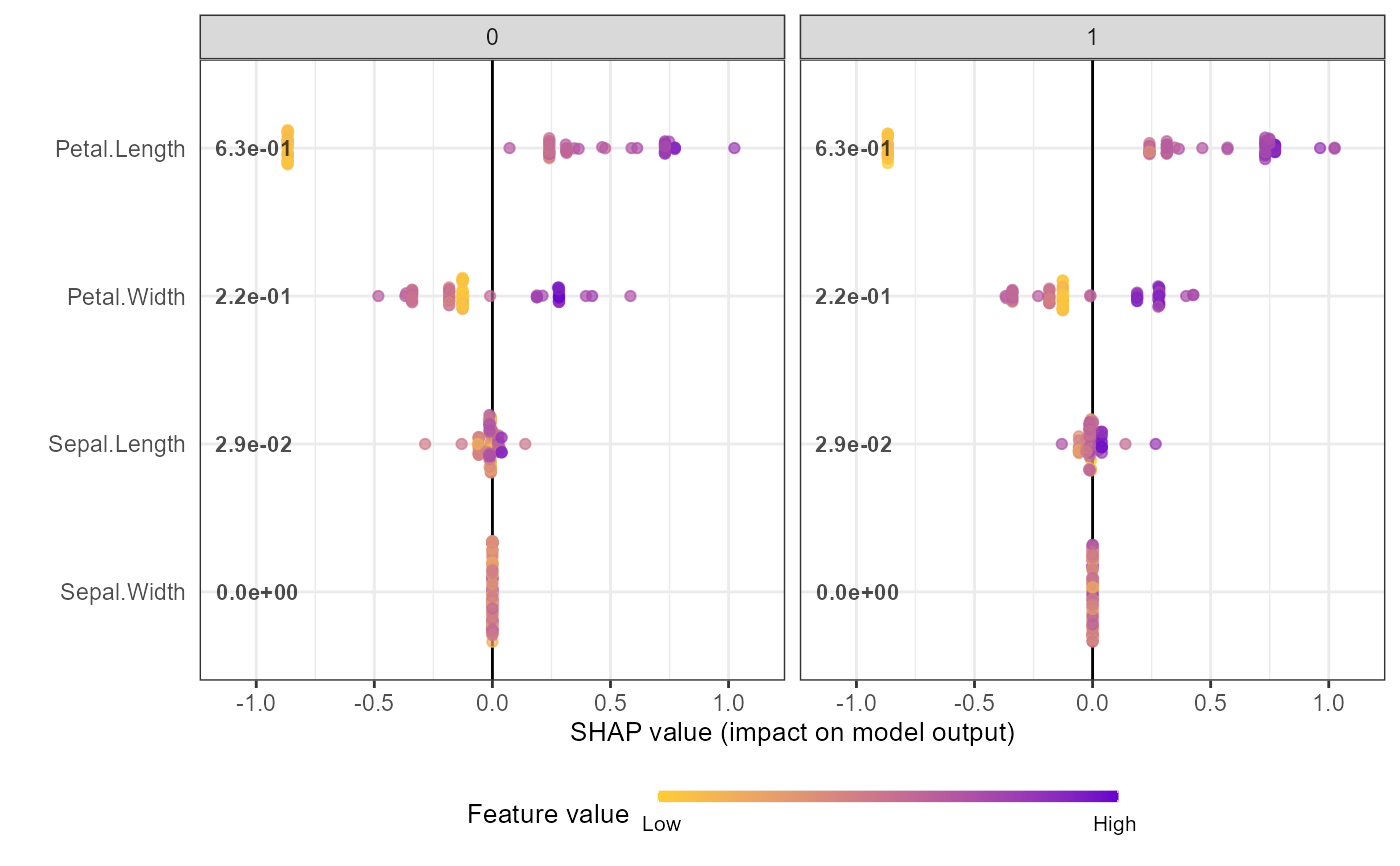 0 1
Petal.Length 6.3e-01 6.3e-01
Petal.Width 2.2e-01 2.2e-01
Sepal.Length 2.9e-02 2.9e-02
Sepal.Width 0.0e+00 0.0e+00
-1.0 -0.5 0.0 0.5 1.0 -1.0 -0.5 0.0 0.5 1.0
SHAP value (impact on model output)
Feature value
Low High